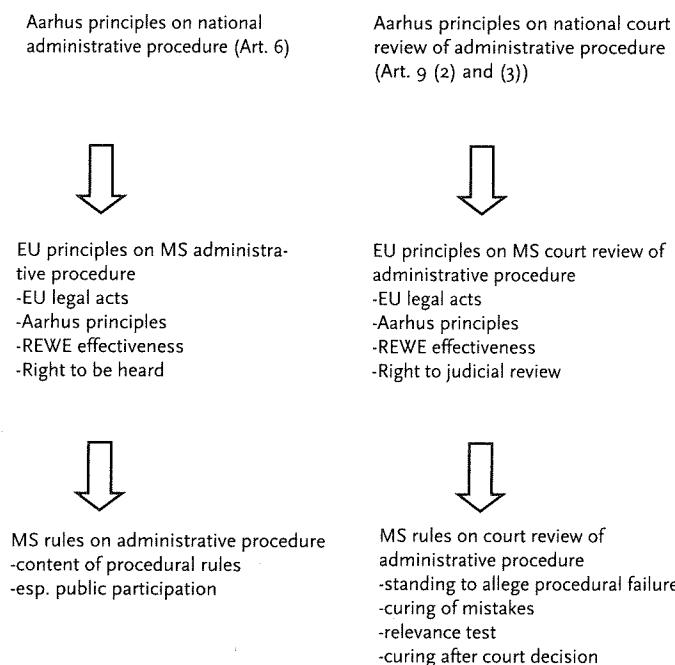 Aarhus principles on national
administrative procedure (Art. 6)
Aarhus principles on national court
review of administrative procedure
(Art. 9 (2) and (3))
EU principles on MS administra-
tive procedure
-EU legal acts
-Aarhus principles
-REWE effectiveness
-Right to be heard
EU principles on MS court review of
administrative procedure
-EU legal acts
-Aarhus principles
-REWE effectiveness
-Right to judicial review
MS rules on administrative procedure
-content of procedural rules
-esp. public participation
MS rules on court review of
administrative procedure
-standing to allege procedural failure
-curing of mistakes
-relevance test
-curing after court decision